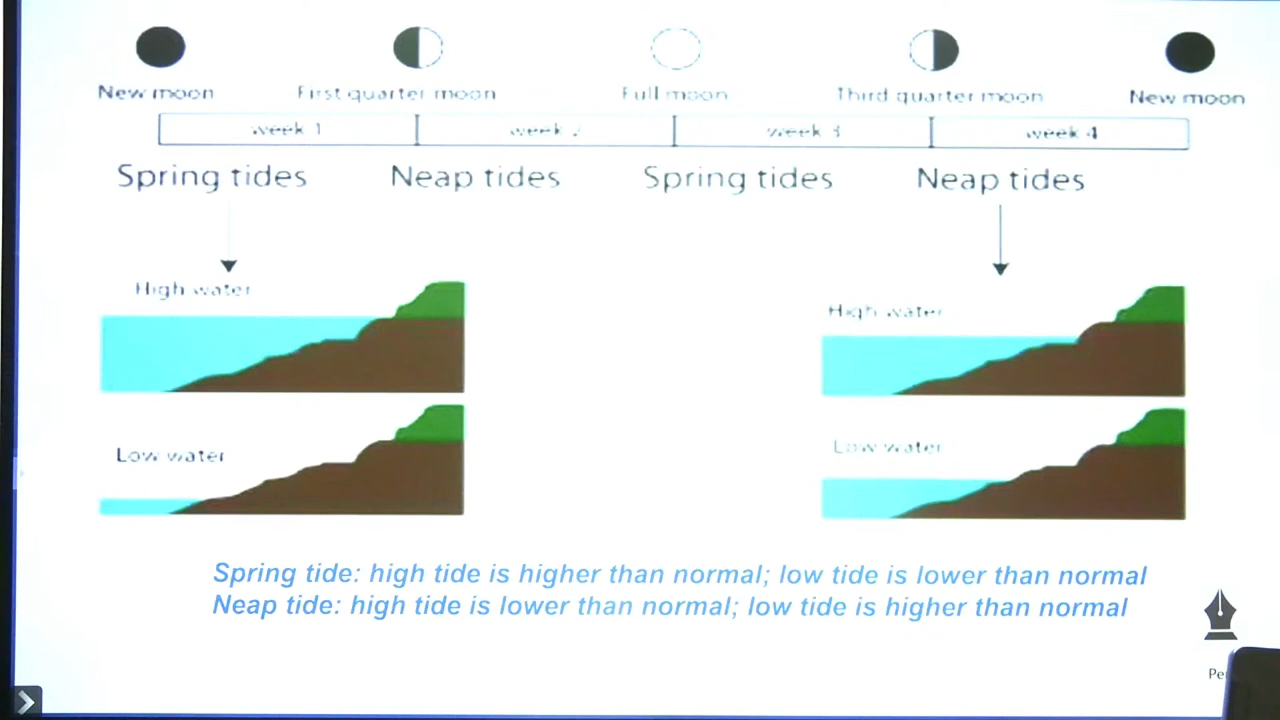 New moon
First quarter moon
Full moon
Third quarter moon
New moon
week 1
week 2
week 3
week 4
Spring tides
Neap tides
Spring tides
Neap tides
High water
High water
Low water
Low water
Spring tide: high tide is higher than normal; low tide is lower than normal
Neap tide: high tide is lower than normal; low tide is higher than normal